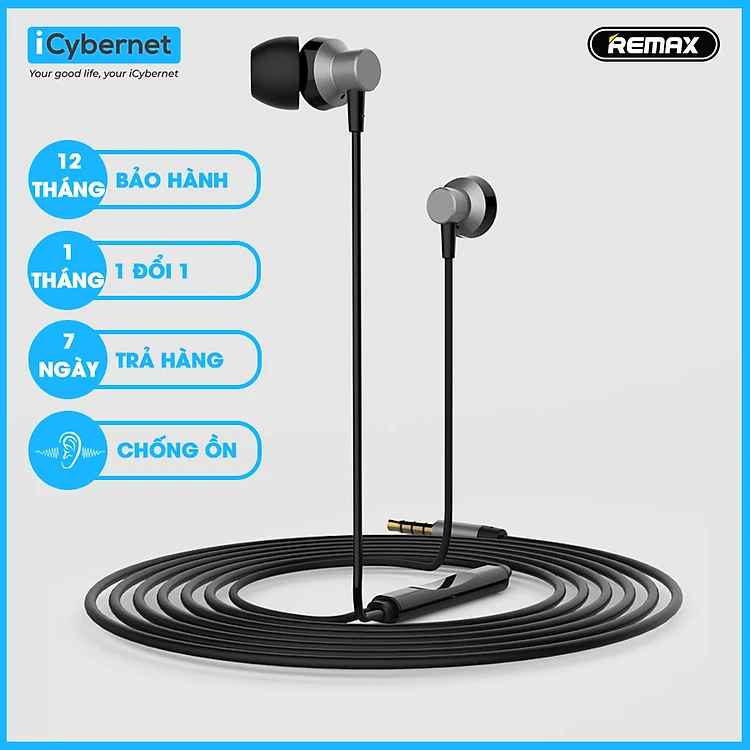 iCybernet
Your good life, your iCybernet
REMAX
12
THÁNG
BẢO HÀNH
1
THÁNG
1 ĐỔI 1
7
NGÀY
TRẢ HÀNG
CHỐNG ỒN